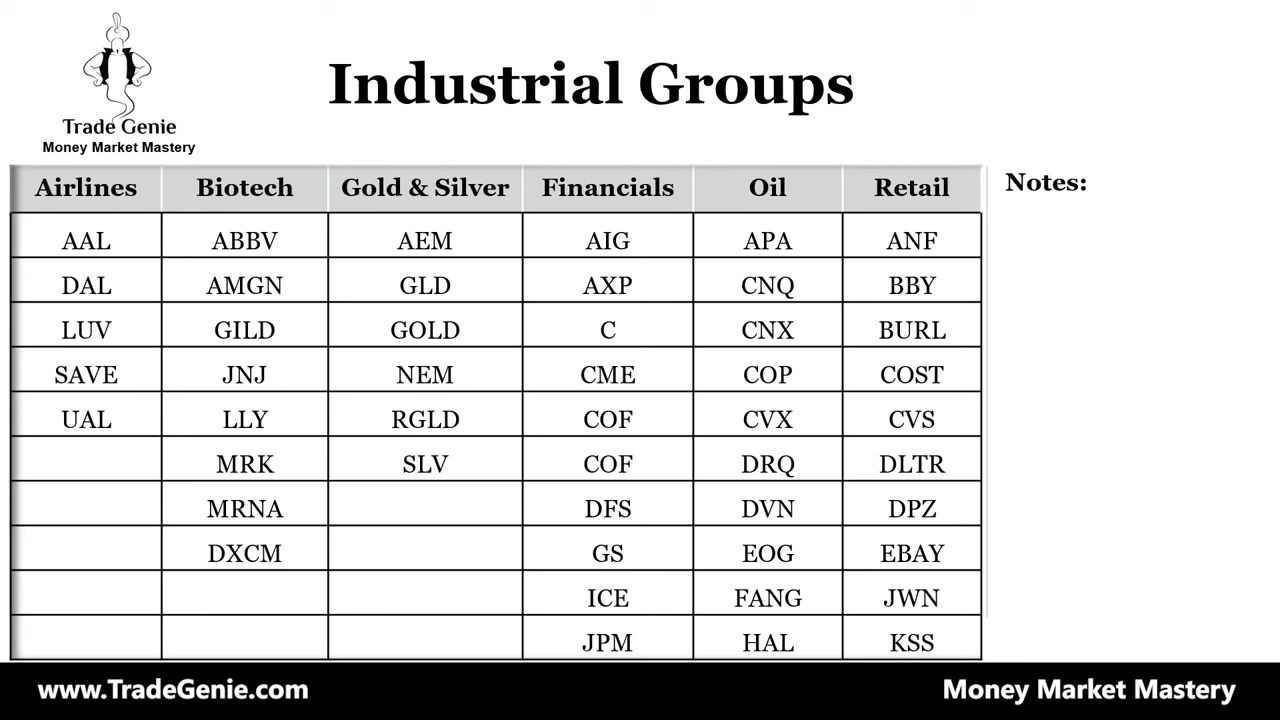 Trade Genie
Money Market Mastery
Industrial Groups
Airlines Biotech Gold & Silver Financials Oil Retail
AAL ABBV AEM AIG APA ANF
DAL AMGN GLD AXP CNQ BBY
LUV GILD GOLD C CNX BURL
SAVE JNJ NEM CME COP COST
UAL LLY RGLD COF CVX CVS
MRK SLV COF DRQ DLTR
MRNA DFS DVN DPZ
DXCM GS EOG EBAY
ICE FANG JWN
JPM HAL KSS
Notes:
www.TradeGenie.com Money Market Mastery